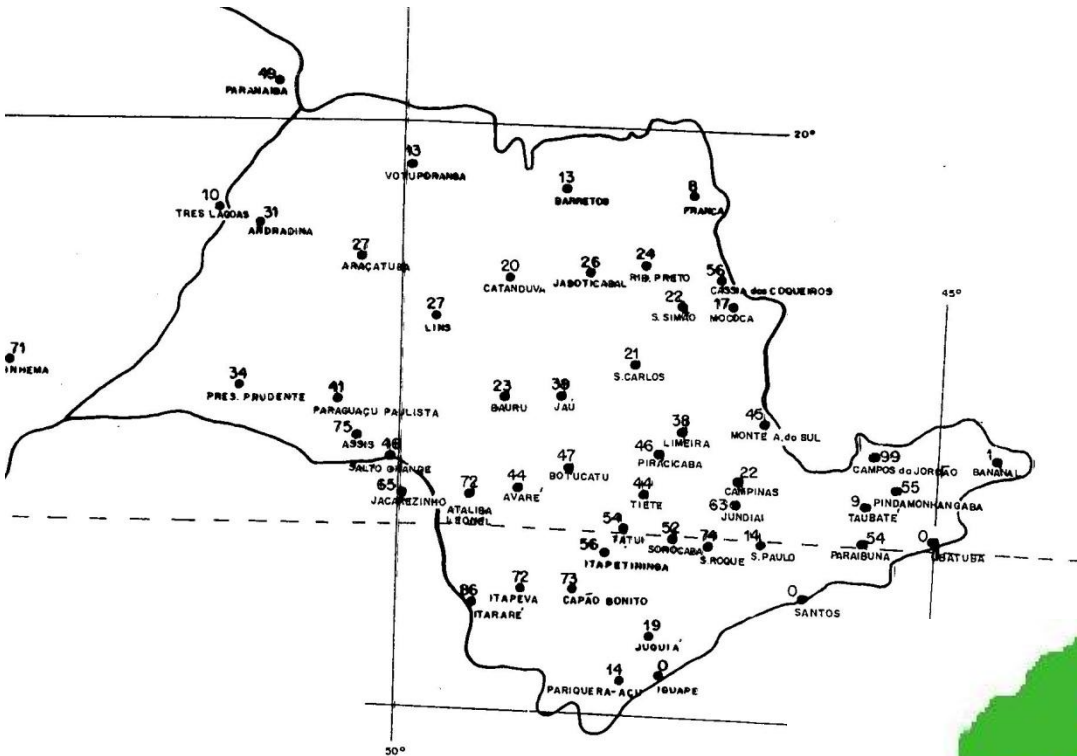 49
PARANAIBA
20°
13
VOTUPORANGA
13
BARRETOS
8
FRANCA
10
TRES LAGOAS
31
ANDRADINA
27
ARAÇATUBA
20
CATANDUVA
26
JABOTICABAL
24
RIB. PRETO
56
CASSIA dos COQUEIROS
45°
27
LINS
22
S. SIMÃO
17
MOCOCA
71
INHEMA
34
PRES. PRUDENTE
41
PARAGUAÇU PAULISTA
23
BAURU
38
JAÚ
21
S.CARLOS
75
ASSIS
46
SALTO GRANDE
38
LIMEIRA
45
MONTE A. do SUL
65
JACAREZINHO
72
ATALIBA
LEONEL
44
AVARÉ
47
BOTUCATU
46
PIRACICABA
44
TIETÊ
22
CAMPINAS
63
JUNDIAI
99
CAMPOS do JORDÃO
1
BANANAL
55
PINDAMONHANGABA
9
TAUBATÉ
54
TATUI
52
SOROCABA
74
S. ROQUE
14
S. PAULO
54
PARAIBUNA
0
UBATUBA
56
ITAPETININGA
86
ITARARÉ
72
ITAPEVA
73
CAPÃO BONITO
0
SANTOS
19
JUQUIÁ
14
PARIQUERA-AÇU
0
IGUAPE
50°